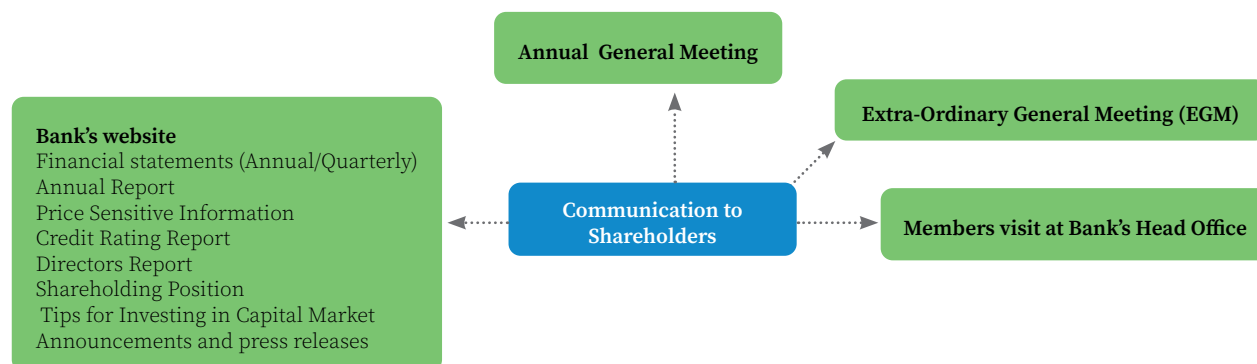 Annual General Meeting
Extra-Ordinary General Meeting (EGM)
Bank’s website
Financial statements (Annual/Quarterly)
Annual Report
Price Sensitive Information
Credit Rating Report
Directors Report
Shareholding Position
Tips for Investing in Capital Market
Announcements and press releases
Communication to
Shareholders
Members visit at Bank’s Head Office